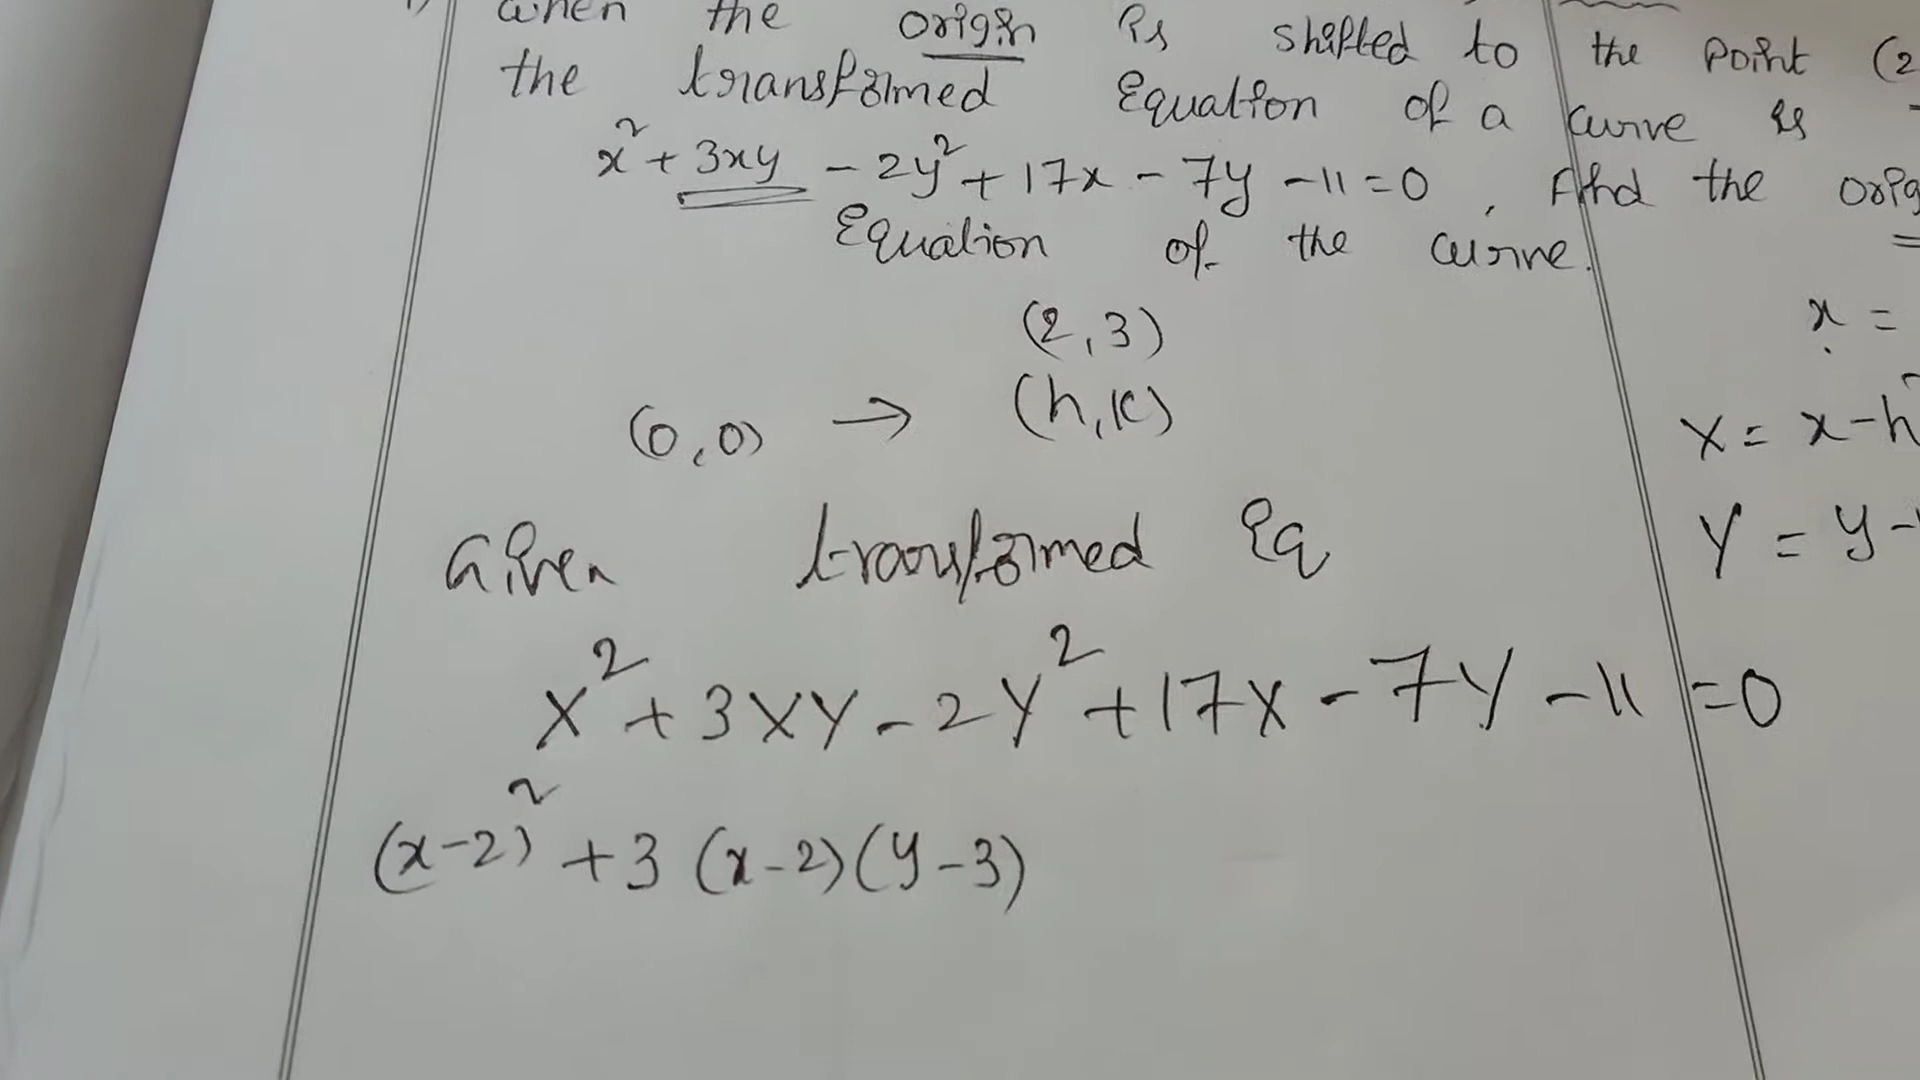 when the origin is shifted to the point (2
the transformed Equation of a curve is
x² + 3xy - 2y² + 17x - 7y - 11 = 0, Find the orig
Equation of the curve.
(2,3)
(0,0) → (h,k)
x =
X = x-h
Y = y-
Given transformed Eq
X² + 3XY - 2Y² + 17X - 7Y - 11 = 0
(x-2)² + 3 (x-2)(y-3)